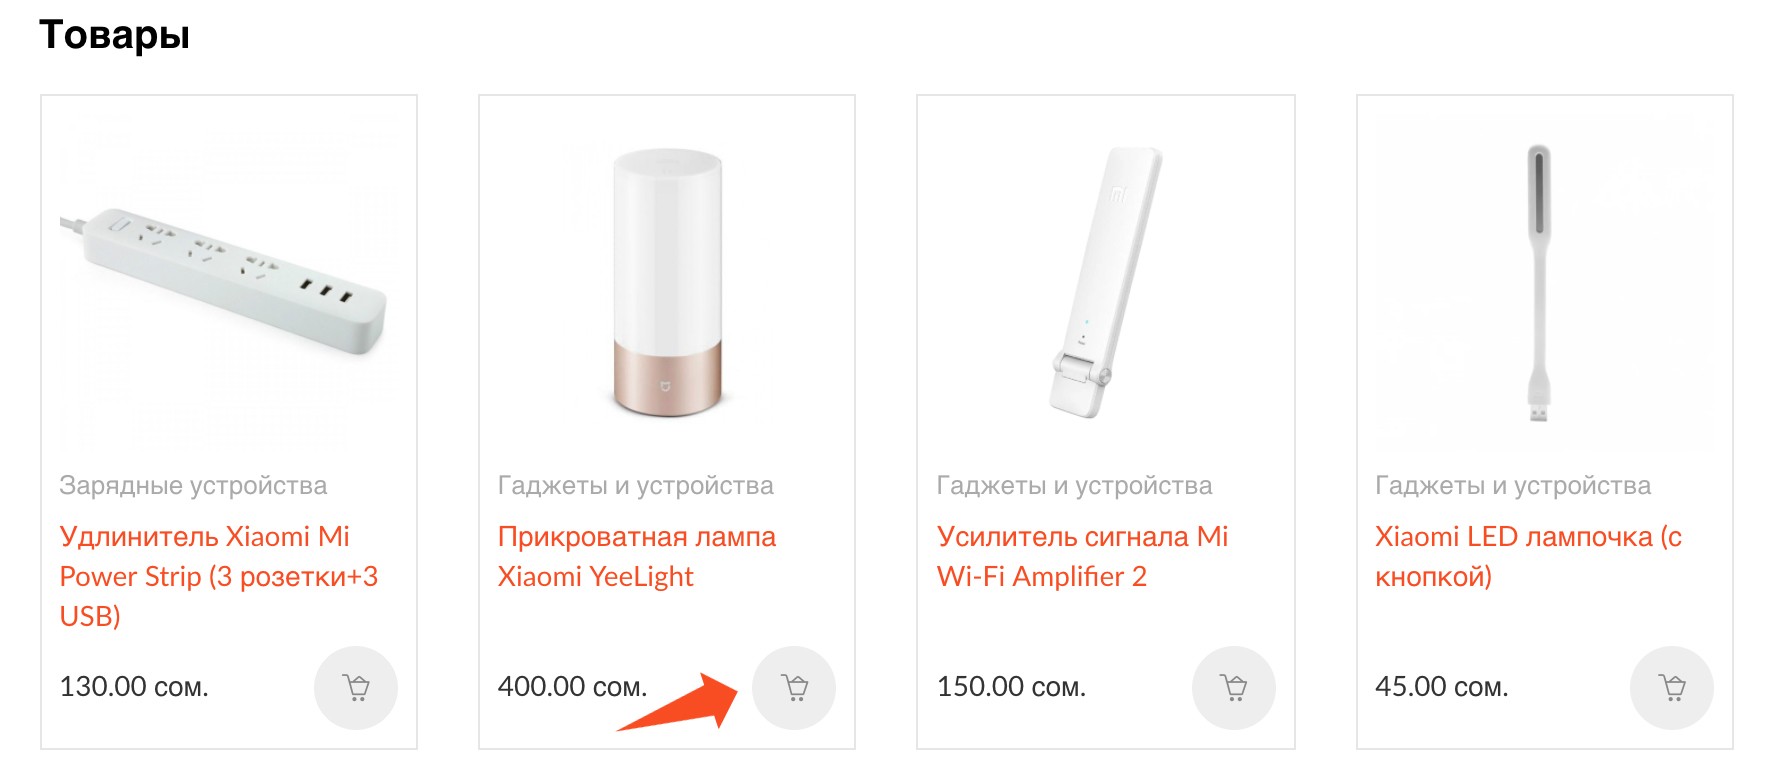 Товары
Зарядные устройства
Удлинитель Xiaomi Mi
Power Strip (3 розетки+3
USB)
130.00 сом.
Гаджеты и устройства
Прикроватная лампа
Xiaomi YeeLight
400.00 сом.
mi
Гаджеты и устройства
Усилитель сигнала Mi
Wi-Fi Amplifier 2
150.00 сом.
Гаджеты и устройства
Xiaomi LED лампочка (с
кнопкой)
45.00 сом.